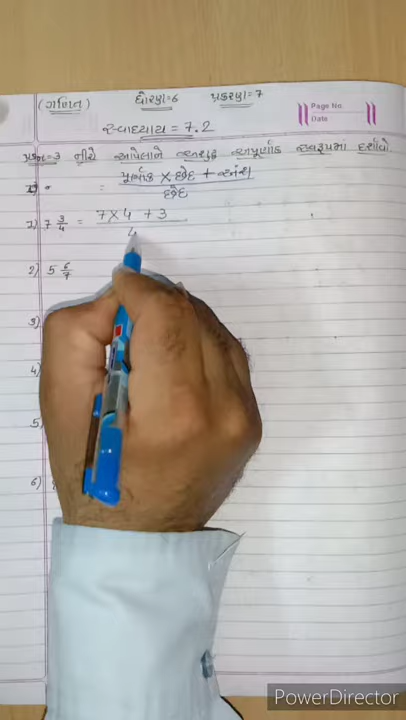 (ગણિત) ધોરણ=6 પ્રકરણ=7
Page No.
Date
સ્વાધ્યાય = 7.2
પ્રશ્ન=3 નીચે આપેલાને અશુદ્ધ અપૂર્ણાંક સ્વરૂપમાં દર્શાવો.
= પૂર્ણાંક × છેદ + અંશ
છેદ
1) 7 3/4 = 7×4 +3
4
2) 5 6/7
3)
4)
5)
6)
PowerDirector